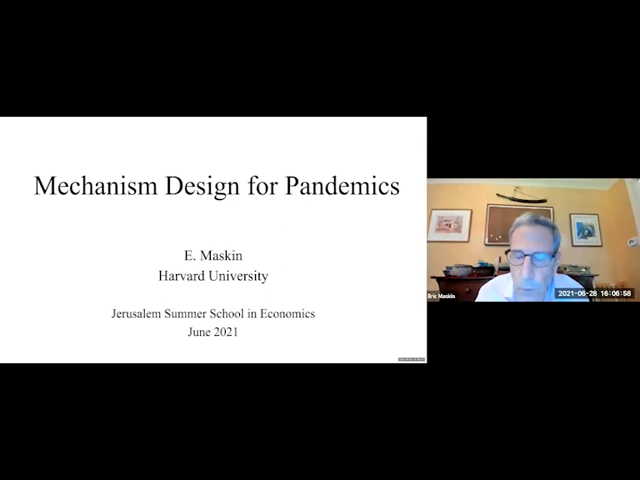 Mechanism Design for Pandemics
E. Maskin
Harvard University
Jerusalem Summer School in Economics
June 2021
Eric Maskin
2021-06-28 16:06:58